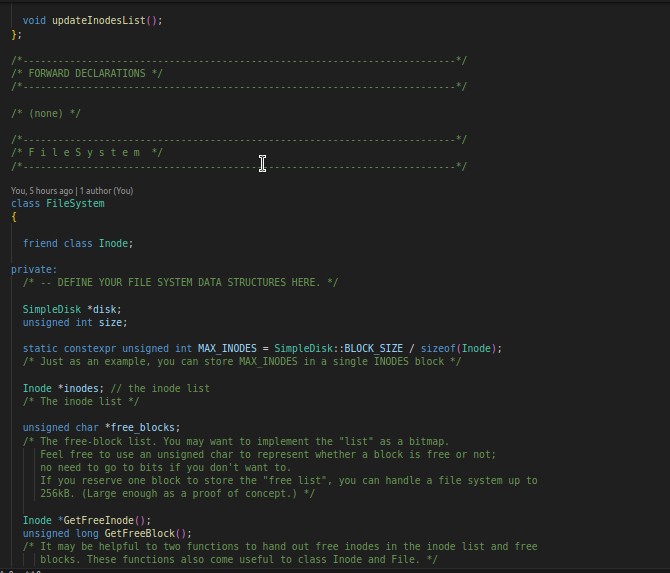 void updateInodesList();
};
/*--------------------------------------------------------------------------*/
/* FORWARD DECLARATIONS */
/*--------------------------------------------------------------------------*/
/* (none) */
/*--------------------------------------------------------------------------*/
/* F i l e S y s t e m  */
/*--------------------------------------------------------------------------*/
You, 5 hours ago | 1 author (You)
class FileSystem
{
friend class Inode;
private:
/* -- DEFINE YOUR FILE SYSTEM DATA STRUCTURES HERE. */
SimpleDisk *disk;
unsigned int size;
static constexpr unsigned int MAX_INODES = SimpleDisk::BLOCK_SIZE / sizeof(Inode);
/* Just as an example, you can store MAX_INODES in a single INODES block */
Inode *inodes; // the inode list
/* The inode list */
unsigned char *free_blocks;
/* The free-block list. You may want to implement the "list" as a bitmap.
Feel free to use an unsigned char to represent whether a block is free or not;
no need to go to bits if you don't want to.
If you reserve one block to store the "free list", you can handle a file system up to
256kB. (Large enough as a proof of concept.) */
Inode *GetFreeInode();
unsigned long GetFreeBlock();
/* It may be helpful to two functions to hand out free inodes in the inode list and free
blocks. These functions also come useful to class Inode and File. */